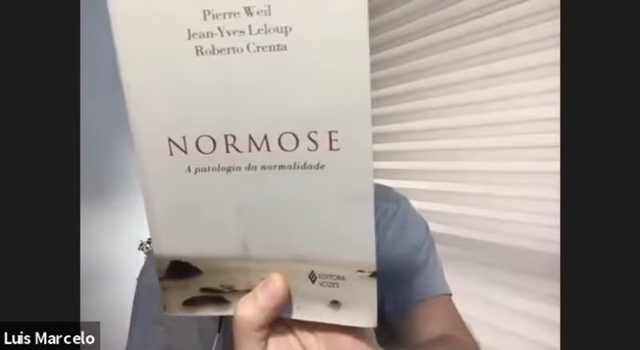 Pierre Weil
Jean-Yves Leloup
Roberto Crema
NORMOSE
A patologia da normalidade
EDITORA
VOZES
Luis Marcelo